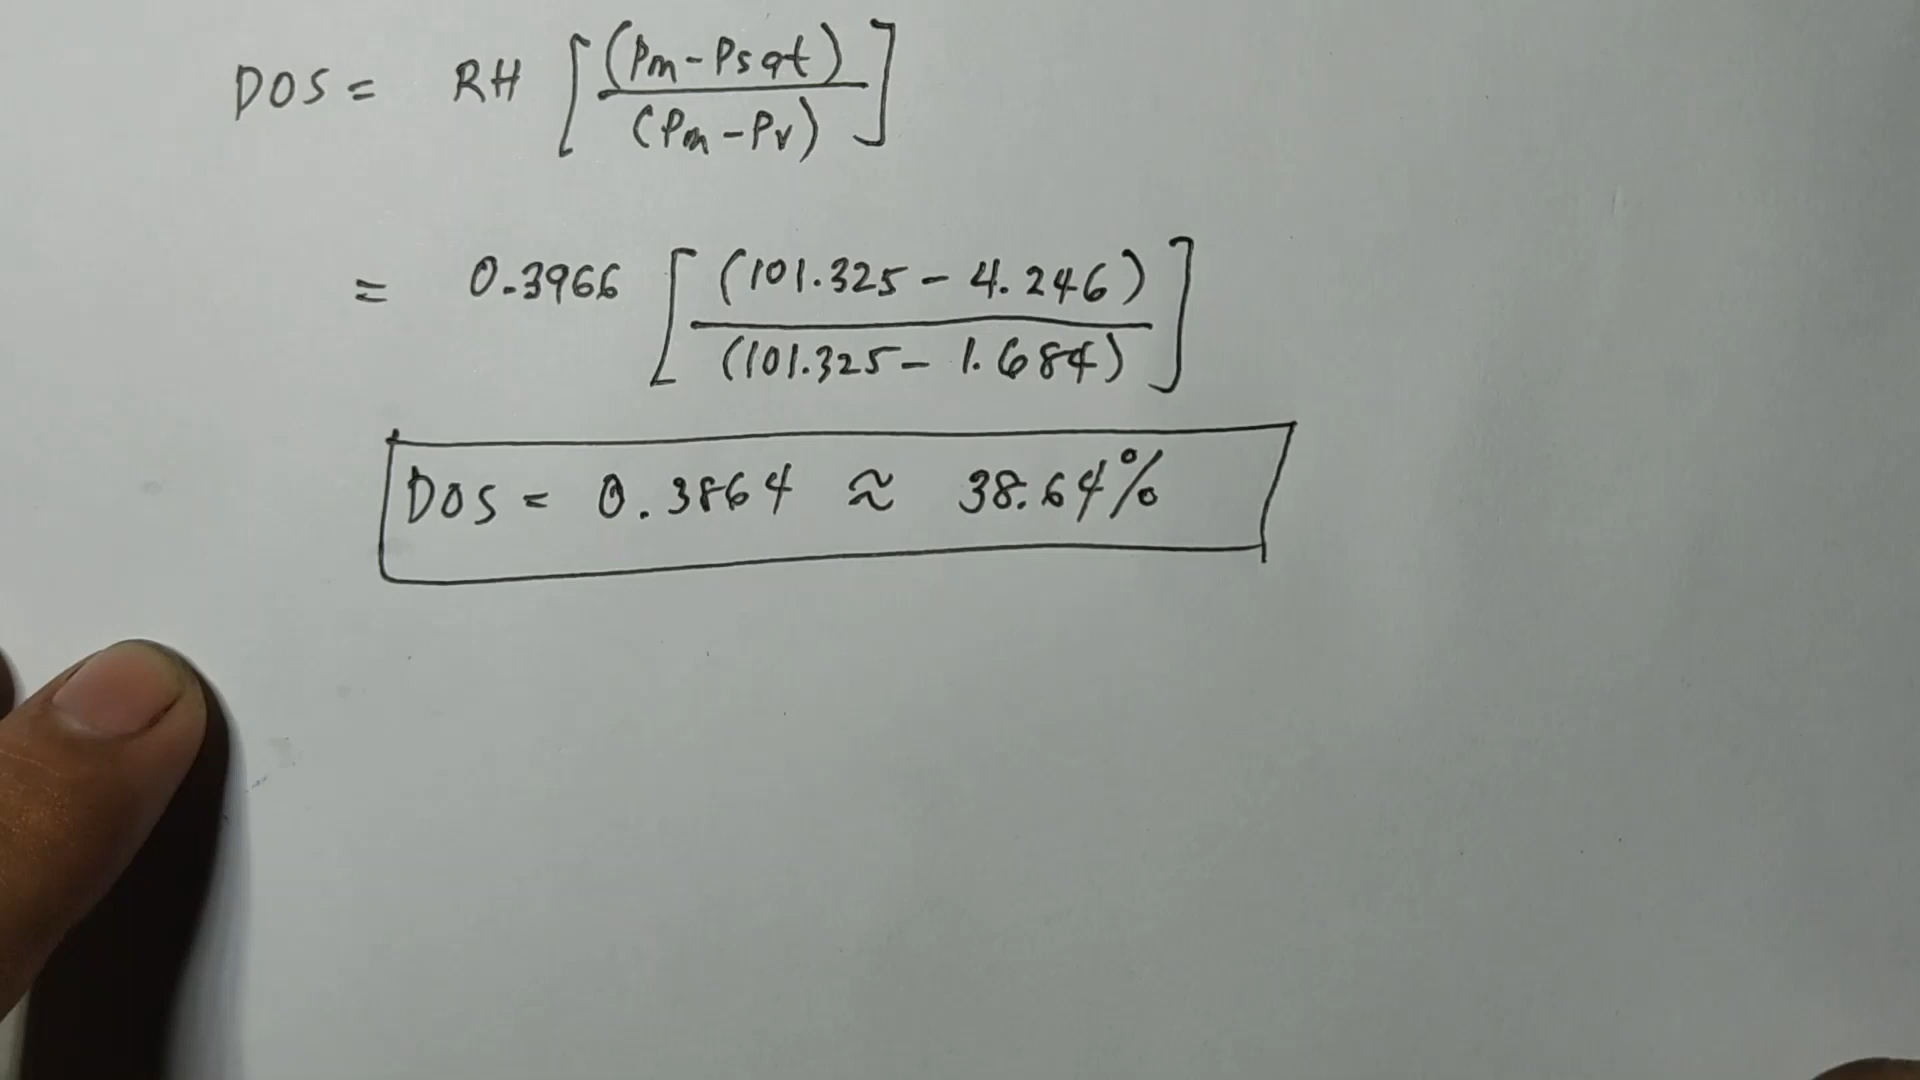 DOS = RH [ (Pm - Psat) / (Pm - Pv) ]
= 0.3966 [ (101.325 - 4.246) / (101.325 - 1.684) ]
DOS = 0.3864 ≈ 38.64%